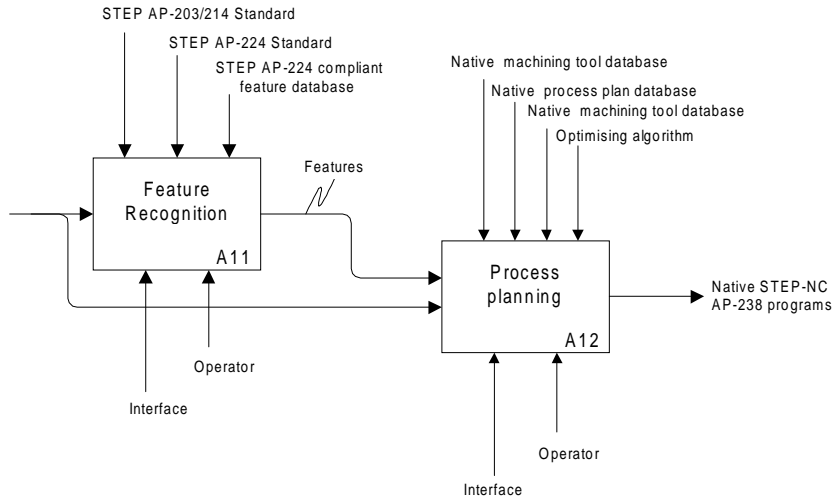 STEP AP-203/214 Standard
STEP AP-224 Standard
STEP AP-224 compliant
feature database
Native machining tool database
Native process plan database
Native machining tool database
Optimising algorithm
Features
Feature
Recognition
A11
Process
planning
A12
Native STEP-NC
AP-238 programs
Operator
Interface
Operator
Interface